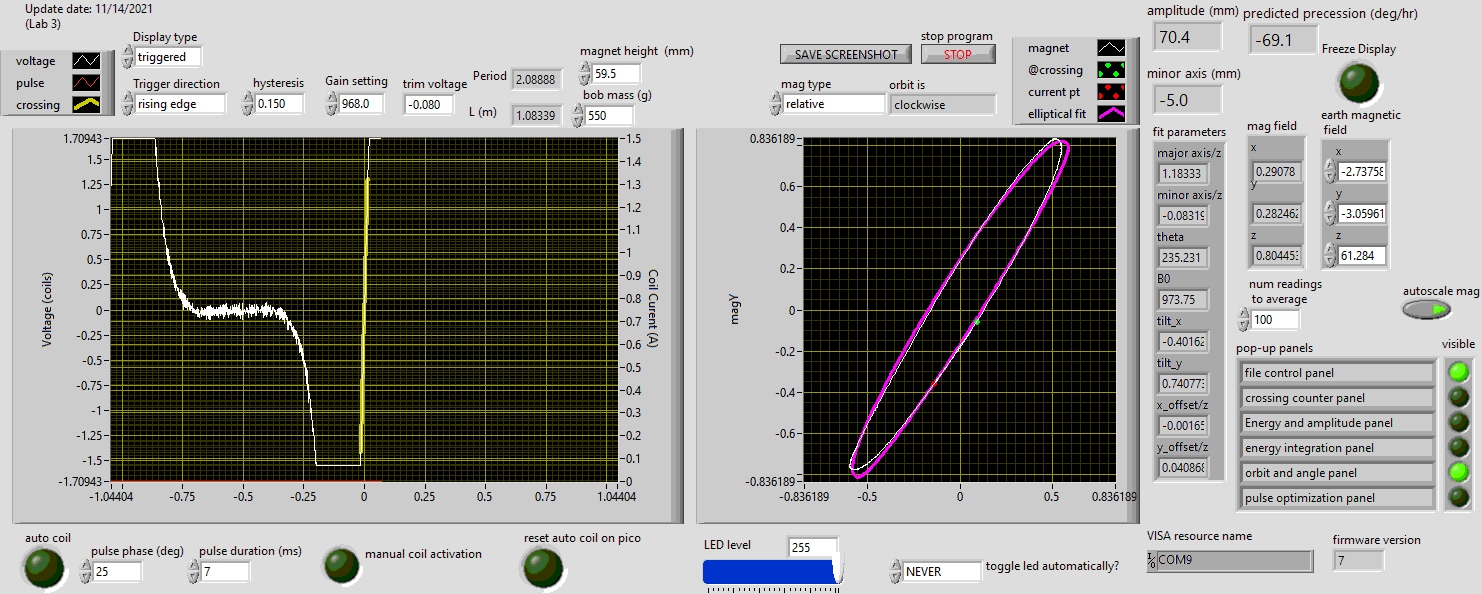 Update date: 11/14/2021
(Lab 3)
voltage
pulse
crossing
Display type
triggered
Trigger direction
rising edge
hysteresis
0.150
Gain setting
968.0
trim voltage
-0.080
Period
2.08888
L (m)
1.08339
magnet height (mm)
59.5
bob mass (g)
550
SAVE SCREENSHOT
stop program
STOP
mag type
relative
orbit is
clockwise
magnet
@crossing
current pt
elliptical fit
amplitude (mm)
70.4
predicted precession (deg/hr)
-69.1
minor axis (mm)
-5.0
Freeze Display
Voltage (coils)
1.70943
1.5
1.25
1
0.75
0.5
0.25
0
-0.25
-0.5
-0.75
-1
-1.25
-1.5
-1.70943
-1.04404
-0.75
-0.5
-0.25
0
0.25
0.5
0.75
1.04404
1.5
1.4
1.3
1.2
1.1
1
0.9
0.8
0.7
0.6
0.5
0.4
0.3
0.2
0.1
0
Coil Curent (A)
magy
0.836189
0.6
0.4
0.2
0
-0.2
-0.4
-0.6
-0.836189
-0.836189
-0.5
0
0.5
0.836189
fit parameters
major axis/z
1.18333
minor axis/z
-0.08319
theta
235.231
B0
973.75
tilt_x
-0.40162
tilt_y
0.74077
x_offset/z
-0.0016
y_offset/z
0.04086
mag field
x
0.29078
y
0.28246
z
0.80445
earth magnetic
field
x
-2.7375
y
-3.05961
z
61.284
num readings
to average
100
autoscale mag
pop-up panels
visible
file control panel
crossing counter panel
Energy and amplitude panel
energy integration panel
orbit and angle panel
pulse optimization panel
auto coil
pulse phase (deg)
25
pulse duration (ms)
7
manual coil activation
reset auto coil on pico
LED level
255
NEVER
toggle led automatically?
VISA resource name
COM9
firmware version
7